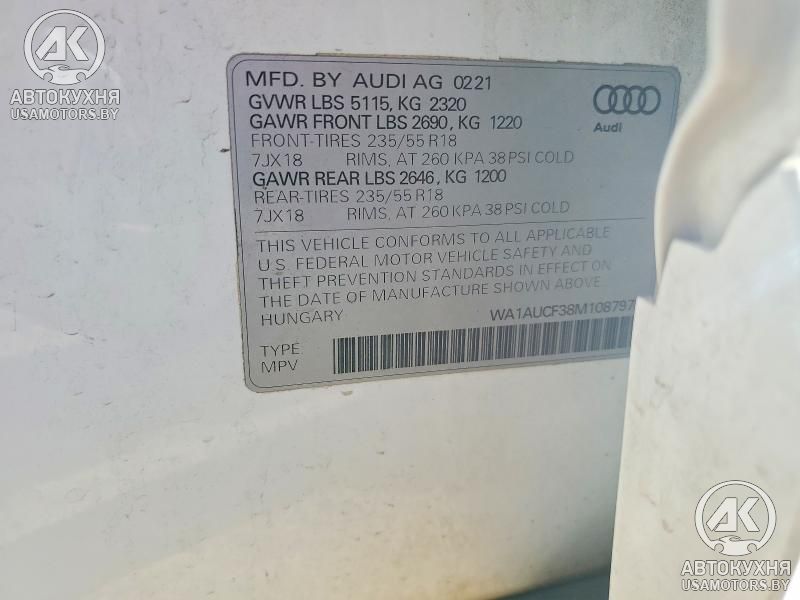 AK
АВТОКУХНЯ
USAMOTORS.BY
MFD. BY AUDI AG 0221
GVWR LBS 5115, KG 2320
GAWR FRONT LBS 2690, KG 1220
FRONT-TIRES 235/55 R18
7JX18 RIMS, AT 260 KPA 38 PSI COLD
GAWR REAR LBS 2646, KG 1200
REAR-TIRES 235/55 R18
7JX18 RIMS, AT 260 KPA 38 PSI COLD
Audi
THIS VEHICLE CONFORMS TO ALL APPLICABLE
U.S. FEDERAL MOTOR VEHICLE SAFETY AND
THEFT PREVENTION STANDARDS IN EFFECT ON
THE DATE OF MANUFACTURE SHOWN ABOVE.
HUNGARY
WA1AUCF38M108797
TYPE:
MPV
AK
АВТОКУХНЯ
USAMOTORS.BY